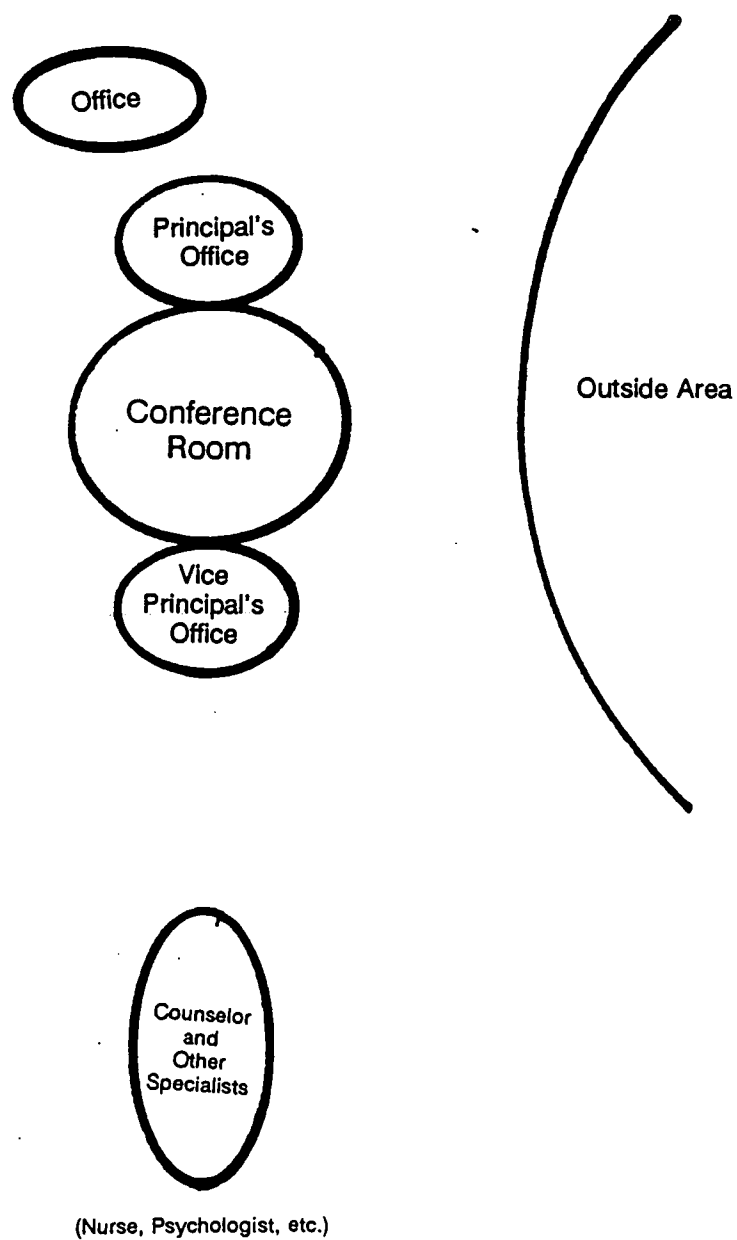 Office
Principal's
Office
Conference
Room
Outside Area
Vice
Principal's
Office
Counselor
and
Other
Specialists
(Nurse, Psychologist, etc.)